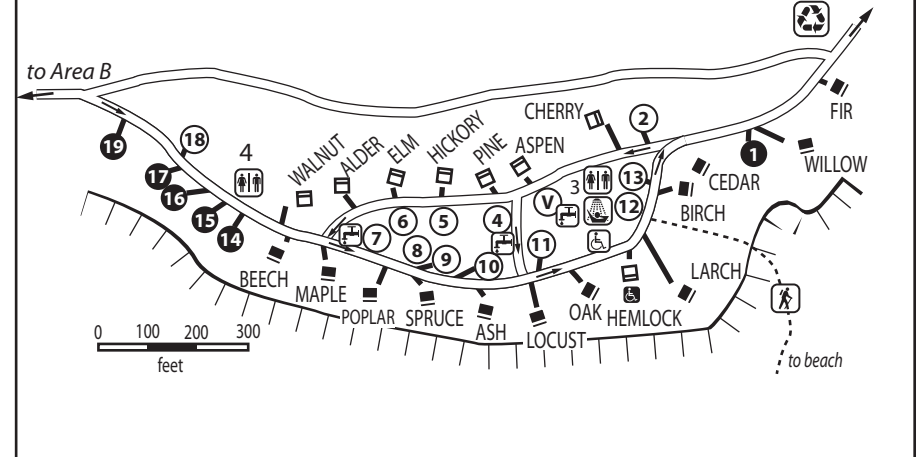 to Area B
CHERRY
2
FIR
19
18
4
WALNUT
ALDER
ELM
HICKORY
PINE
ASPEN
1
WILLOW
17
16
15
14
3
13
CEDAR
V
12
BIRCH
6
5
4
7
8
9
10
11
BEECH
MAPLE
POPLAR
SPRUCE
ASH
LOCUST
OAK
HEMLOCK
LARCH
0 100 200 300
feet
to beach